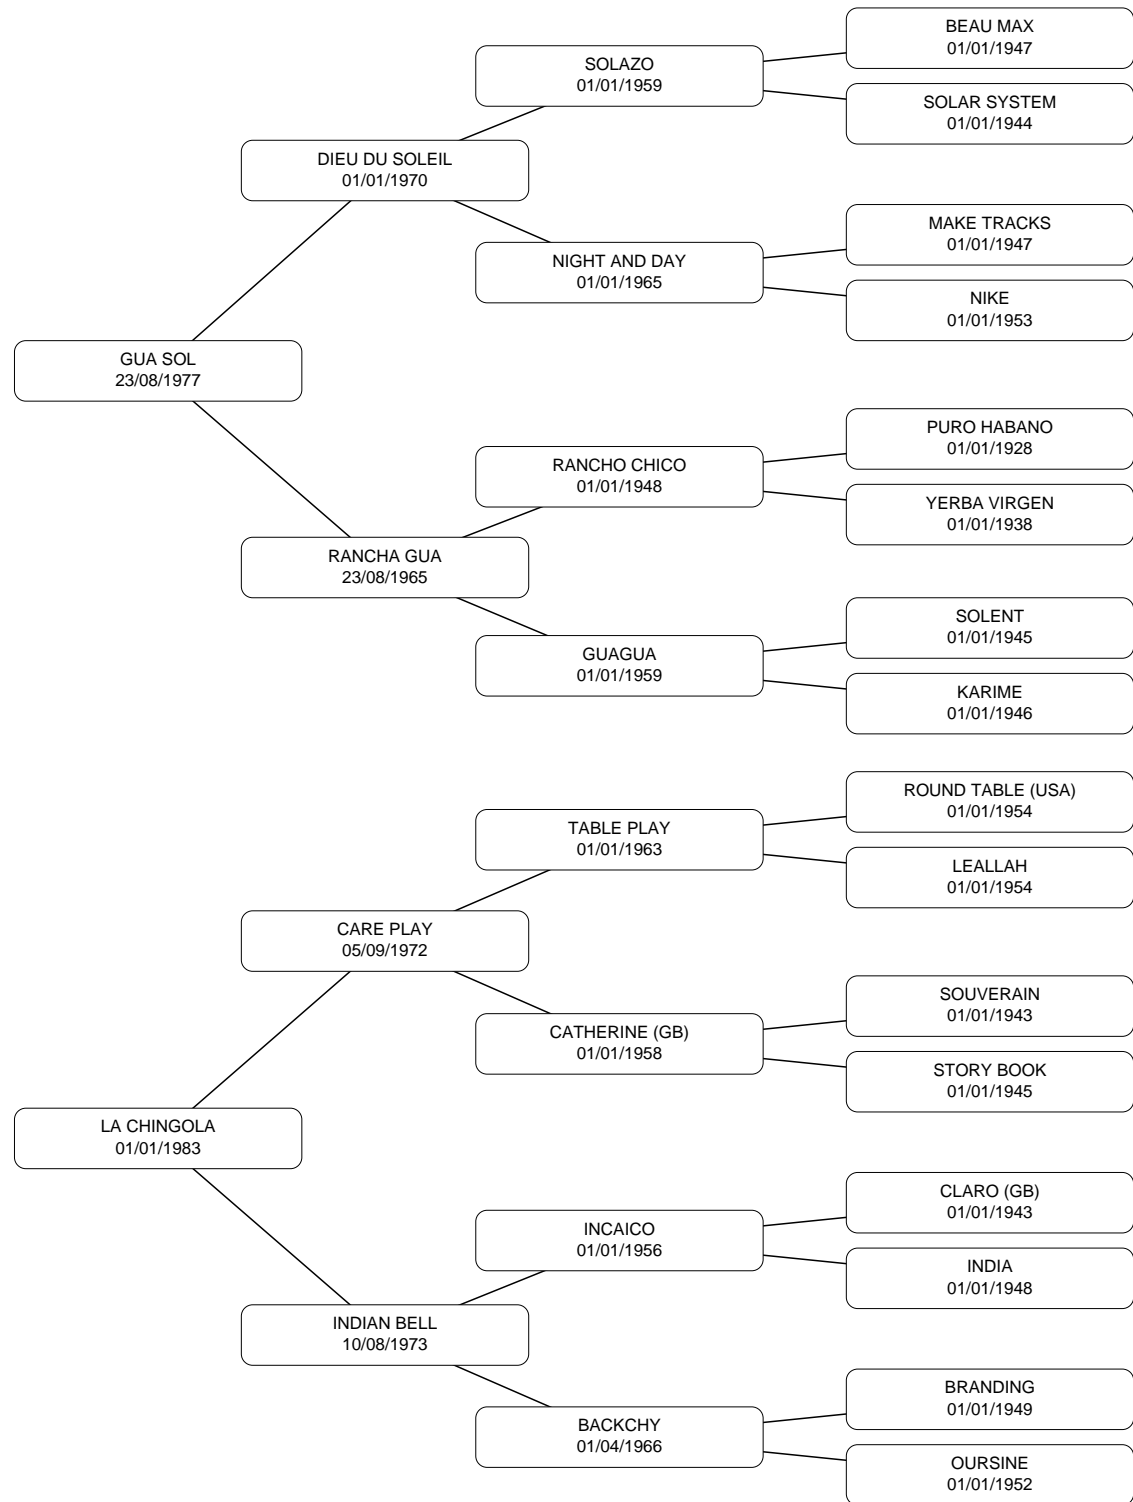 BEAU MAX
01/01/1947
SOLAZO
01/01/1959
SOLAR SYSTEM
01/01/1944
DIEU DU SOLEIL
01/01/1970
MAKE TRACKS
01/01/1947
NIGHT AND DAY
01/01/1965
NIKE
01/01/1953
GUA SOL
23/08/1977
PURO HABANO
01/01/1928
RANCHO CHICO
01/01/1948
YERBA VIRGEN
01/01/1938
RANCHA GUA
23/08/1965
SOLENT
01/01/1945
GUAGUA
01/01/1959
KARIME
01/01/1946
ROUND TABLE (USA)
01/01/1954
TABLE PLAY
01/01/1963
LEALLAH
01/01/1954
CARE PLAY
05/09/1972
SOUVERAIN
01/01/1943
CATHERINE (GB)
01/01/1958
STORY BOOK
01/01/1945
LA CHINGOLA
01/01/1983
CLARO (GB)
01/01/1943
INCAICO
01/01/1956
INDIA
01/01/1948
INDIAN BELL
10/08/1973
BRANDING
01/01/1949
BACKCHY
01/04/1966
OURSINE
01/01/1952